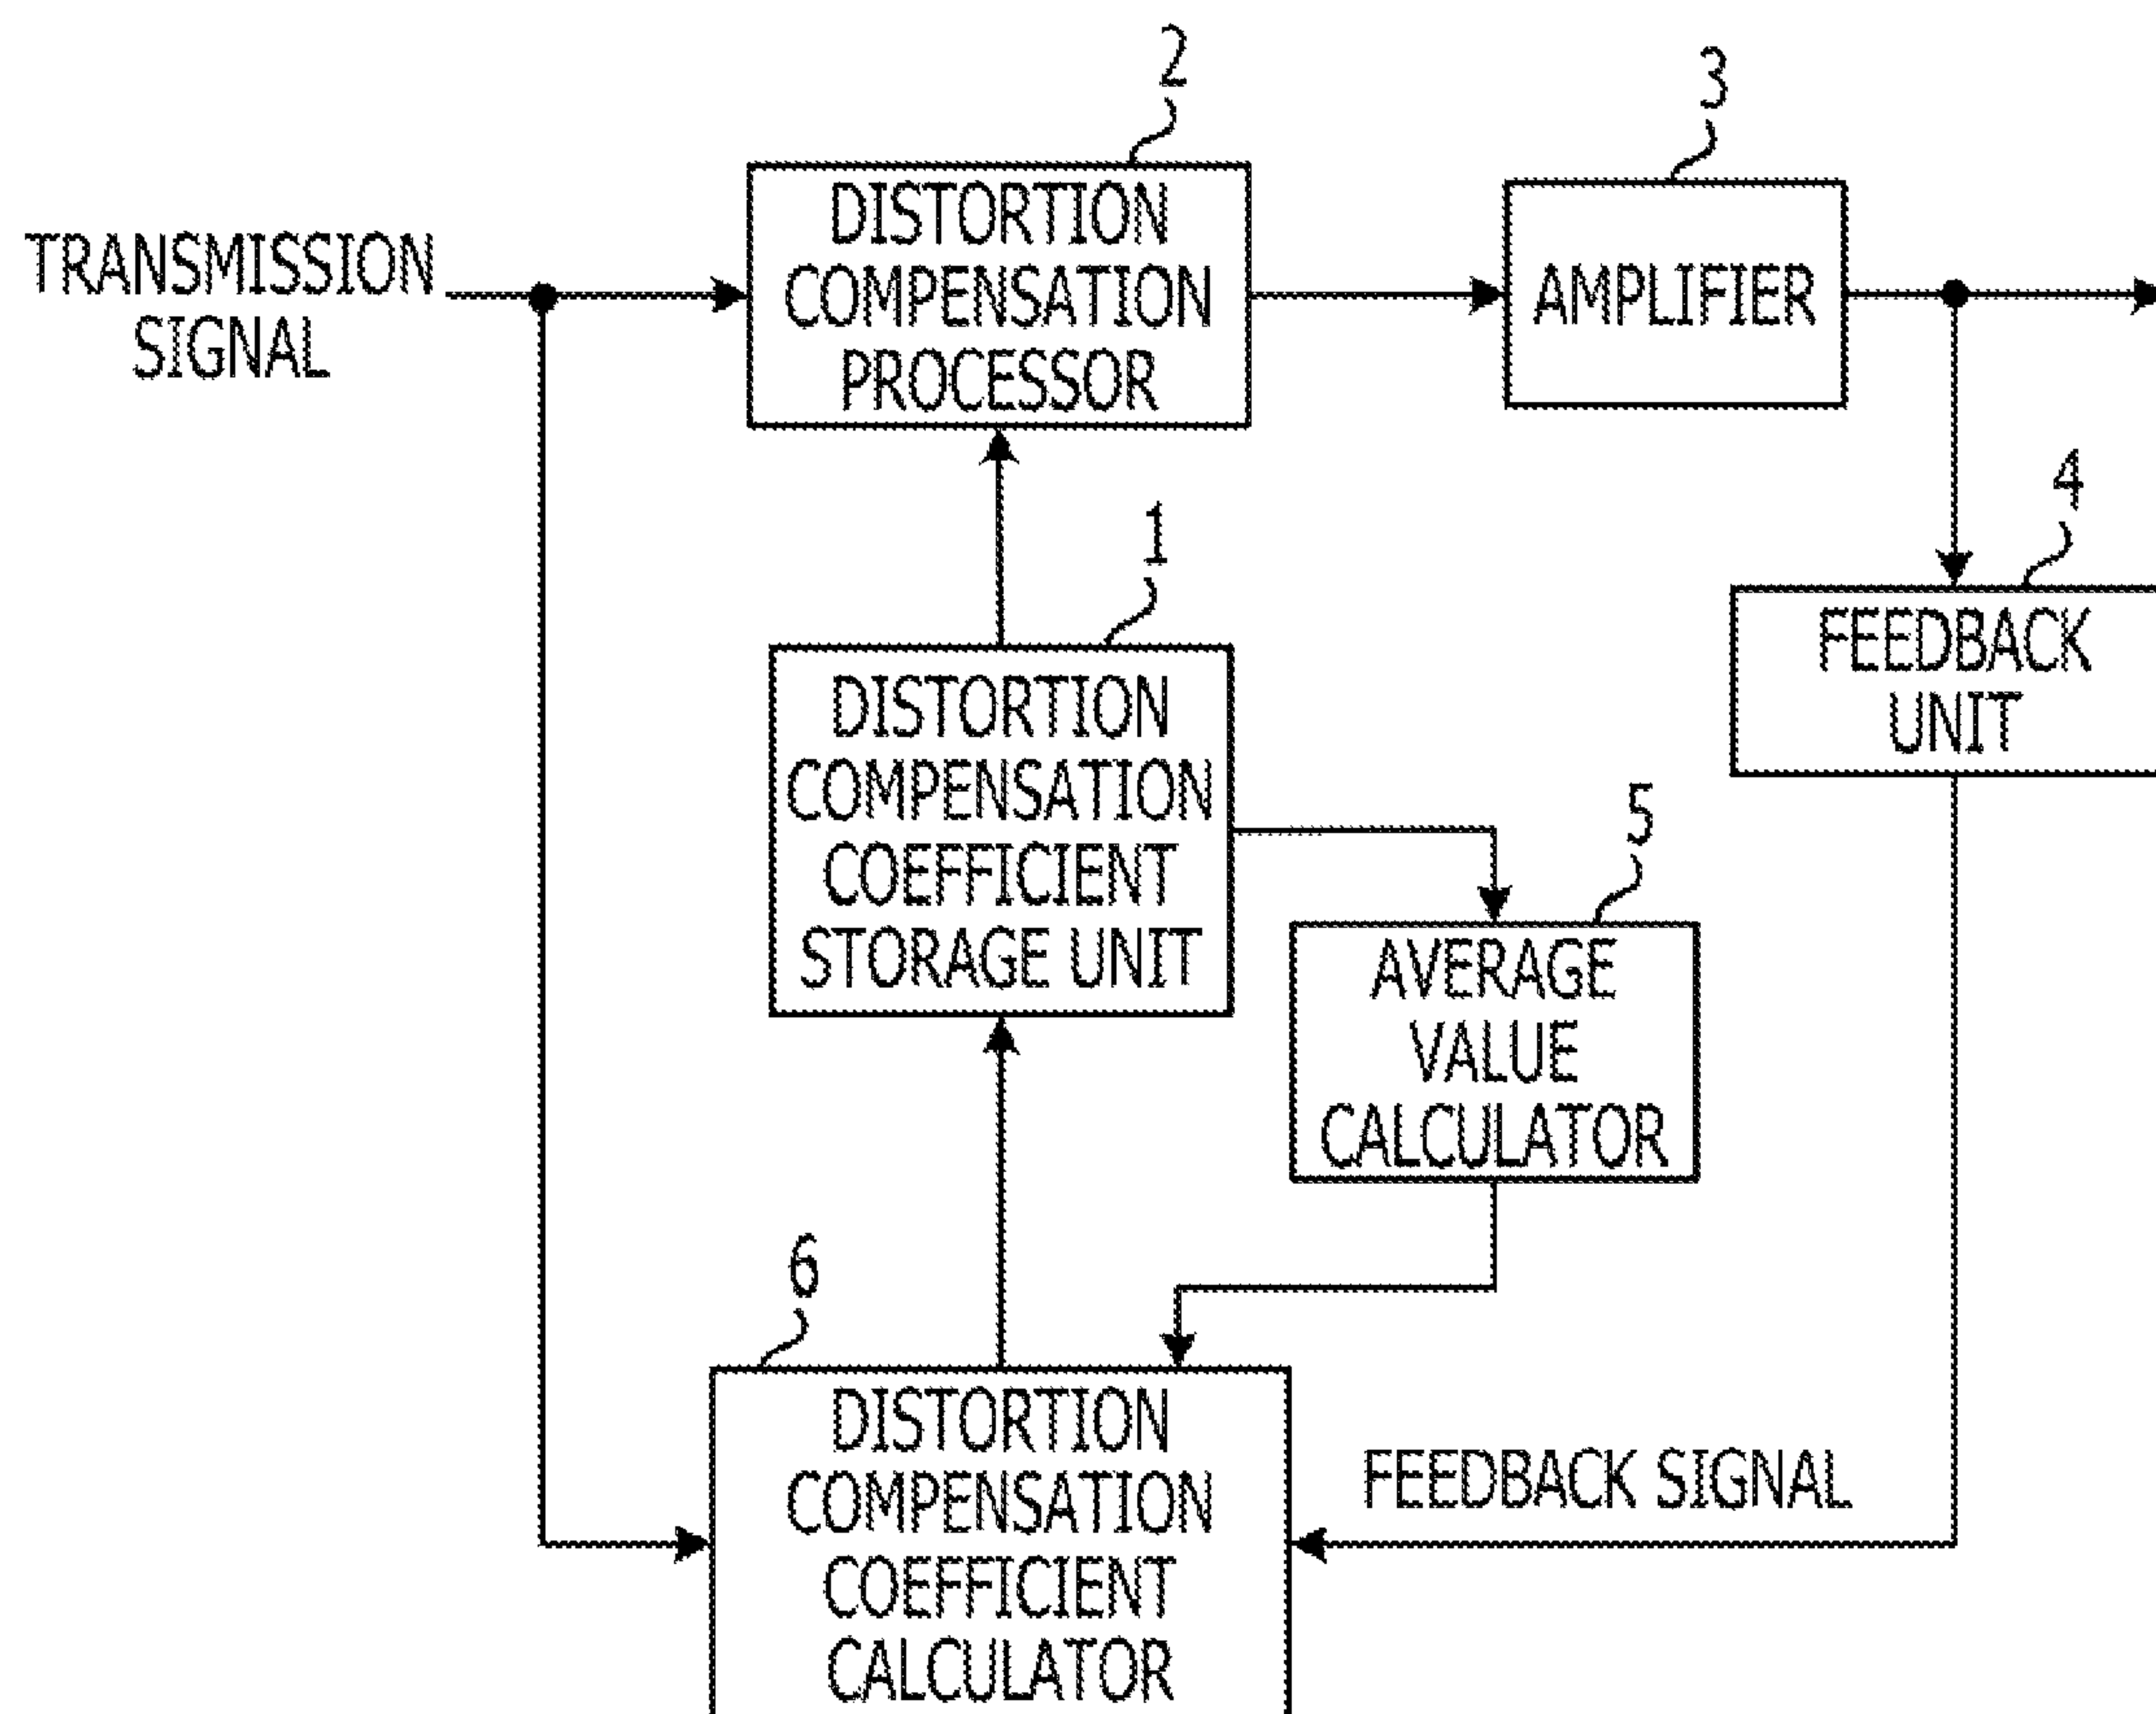 2
3
TRANSMISSION
SIGNAL
DISTORTION
COMPENSATION
PROCESSOR
AMPLIFIER
4
1
FEEDBACK
UNIT
DISTORTION
COMPENSATION
COEFFICIENT
STORAGE UNIT
5
AVERAGE
VALUE
CALCULATOR
6
DISTORTION
COMPENSATION
COEFFICIENT
CALCULATOR
FEEDBACK SIGNAL